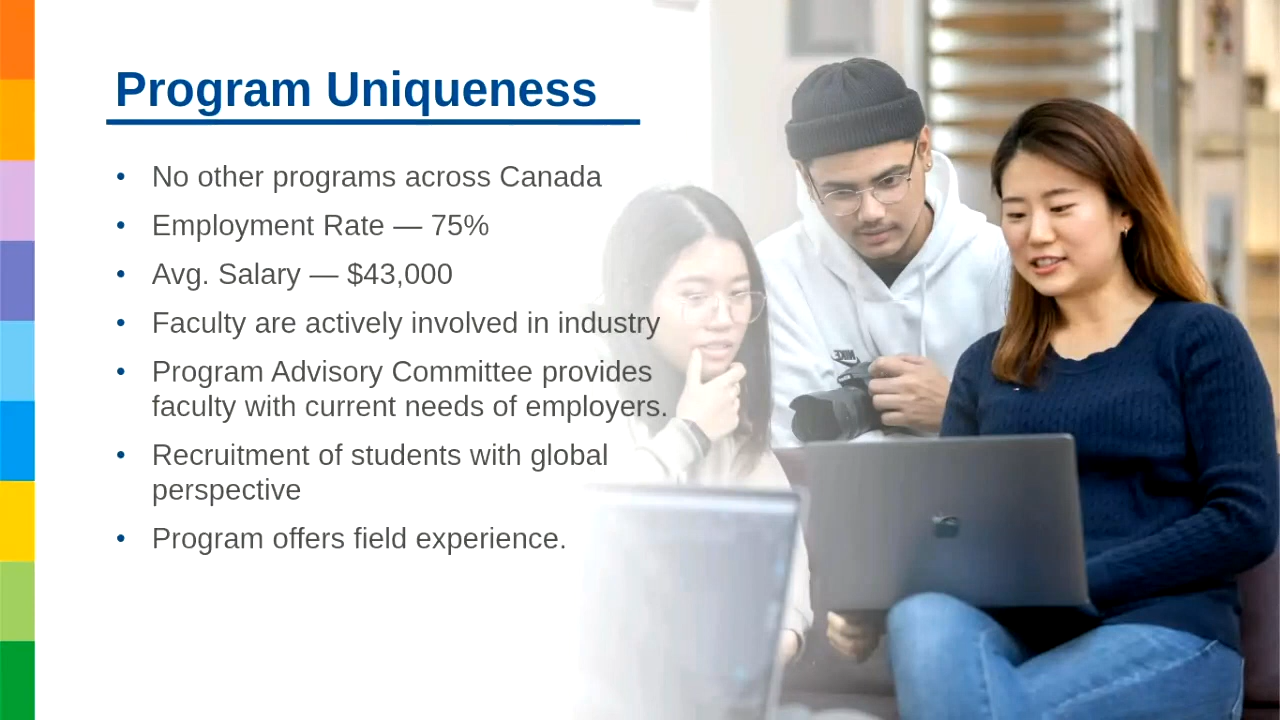 Program Uniqueness
• No other programs across Canada
• Employment Rate — 75%
• Avg. Salary — $43,000
• Faculty are actively involved in industry
• Program Advisory Committee provides
faculty with current needs of employers.
• Recruitment of students with global
perspective
• Program offers field experience.
NIKE